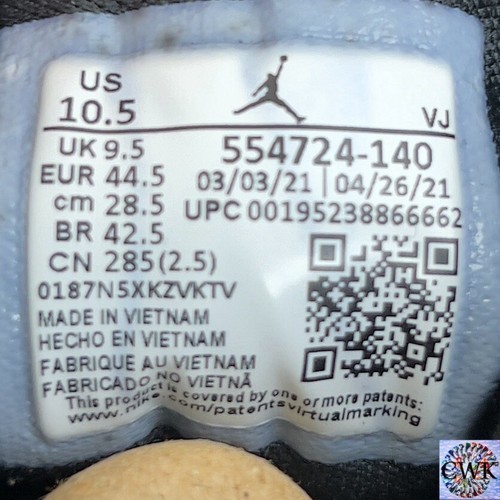 US
10.5
VJ
UK 9.5
EUR 44.5
cm 28.5
BR 42.5
CN 285(2.5)
554724-140
03/03/21 | 04/26/21
UPC 00195238866662
0187N5XKZVKTV
MADE IN VIETNAM
HECHO EN VIETNAM
FABRIQUE AU VIETNAM
FABRICADO NO VIETNÃ
This product is covered by one or more patents:
www.nike.com/patentsvirtualmarking
CWK